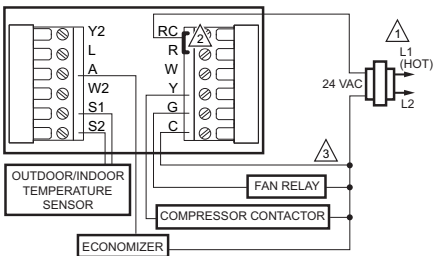 Y2
L
A
W2
S1
S2
RC
R
W
Y
G
C
2
1
L1
(HOT)
24 VAC
L2
3
OUTDOOR/INDOOR
TEMPERATURE
SENSOR
FAN RELAY
COMPRESSOR CONTACTOR
ECONOMIZER